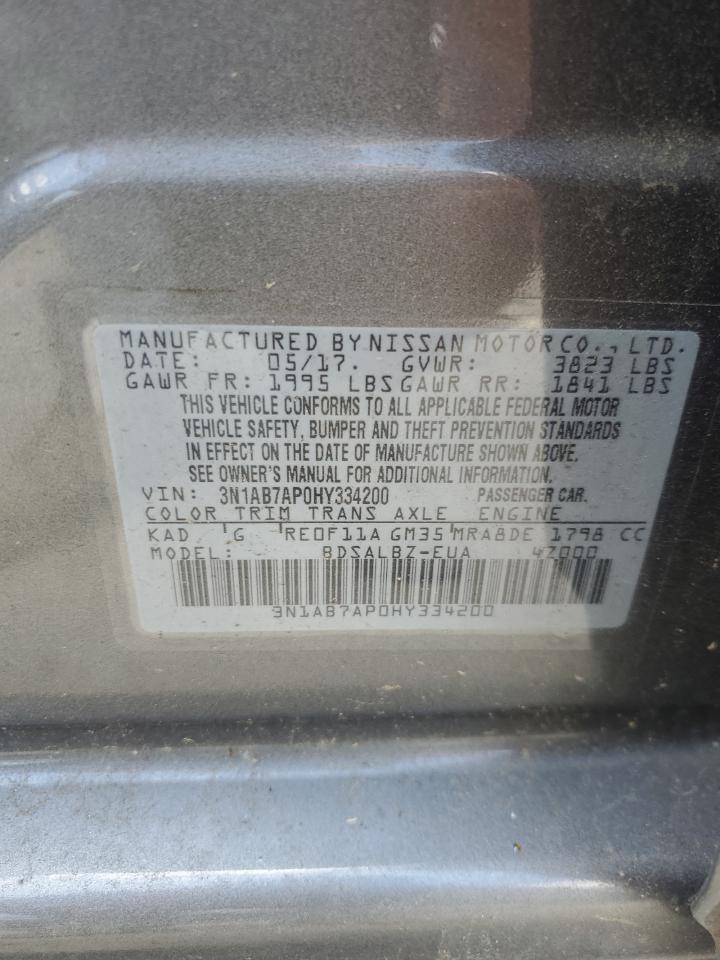 MANUFACTURED BY NISSAN MOTOR CO., LTD.
DATE: 05/17. GVWR: 3823 LBS
GAWR FR: 1995 LBS GAWR RR: 1841 LBS
THIS VEHICLE CONFORMS TO ALL APPLICABLE FEDERAL MOTOR
VEHICLE SAFETY, BUMPER AND THEFT PREVENTION STANDARDS
IN EFFECT ON THE DATE OF MANUFACTURE SHOWN ABOVE.
SEE OWNER'S MANUAL FOR ADDITIONAL INFORMATION.
VIN: 3N1AB7AP0HY334200 PASSENGER CAR.
COLOR TRIM TRANS AXLE ENGINE
KAD G RE0F11A GM35 MRA8DE 1798 CC
MODEL: BDSALBZ-EUA 4Z000
3N1AB7AP0HY334200